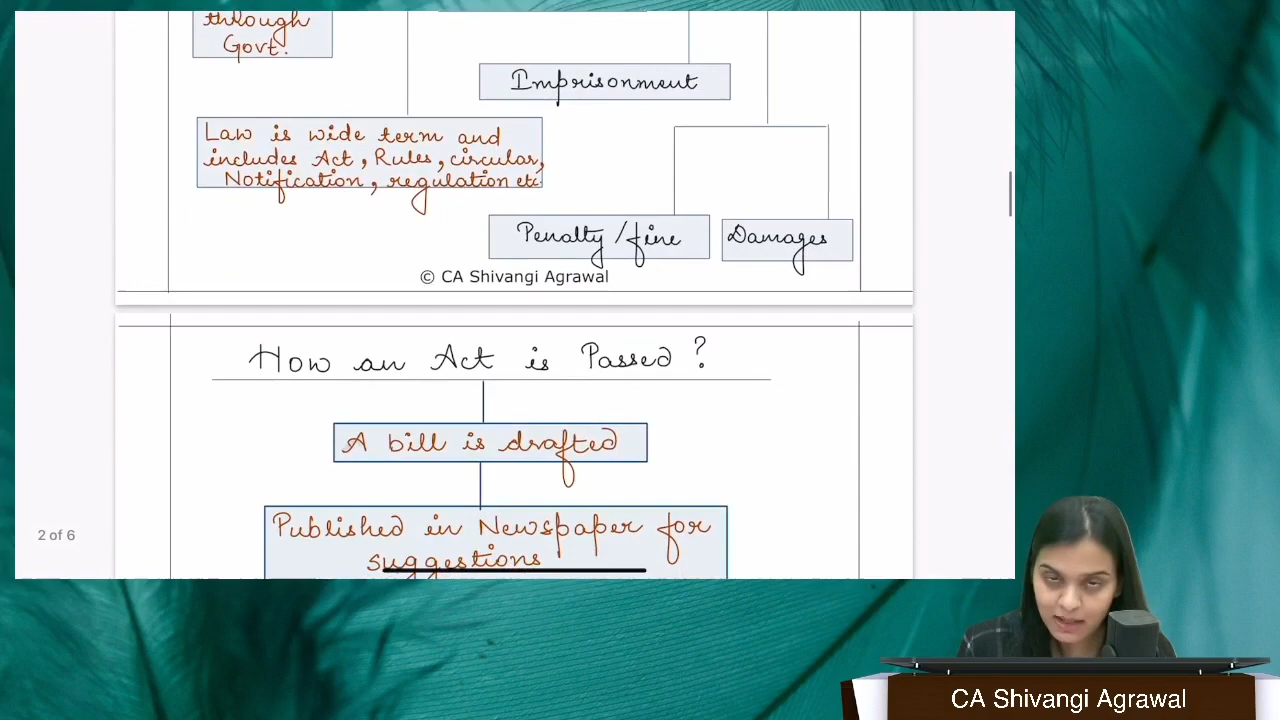 through
Govt.
Imprisonment
Law is wide term and
includes Act, Rules, circular,
Notification, regulation etc.
Penalty/fine
Damages
© CA Shivangi Agrawal
How an Act is Passed?
A bill is drafted
Published in Newspaper for
suggestions
2 of 6
CA Shivangi Agrawal